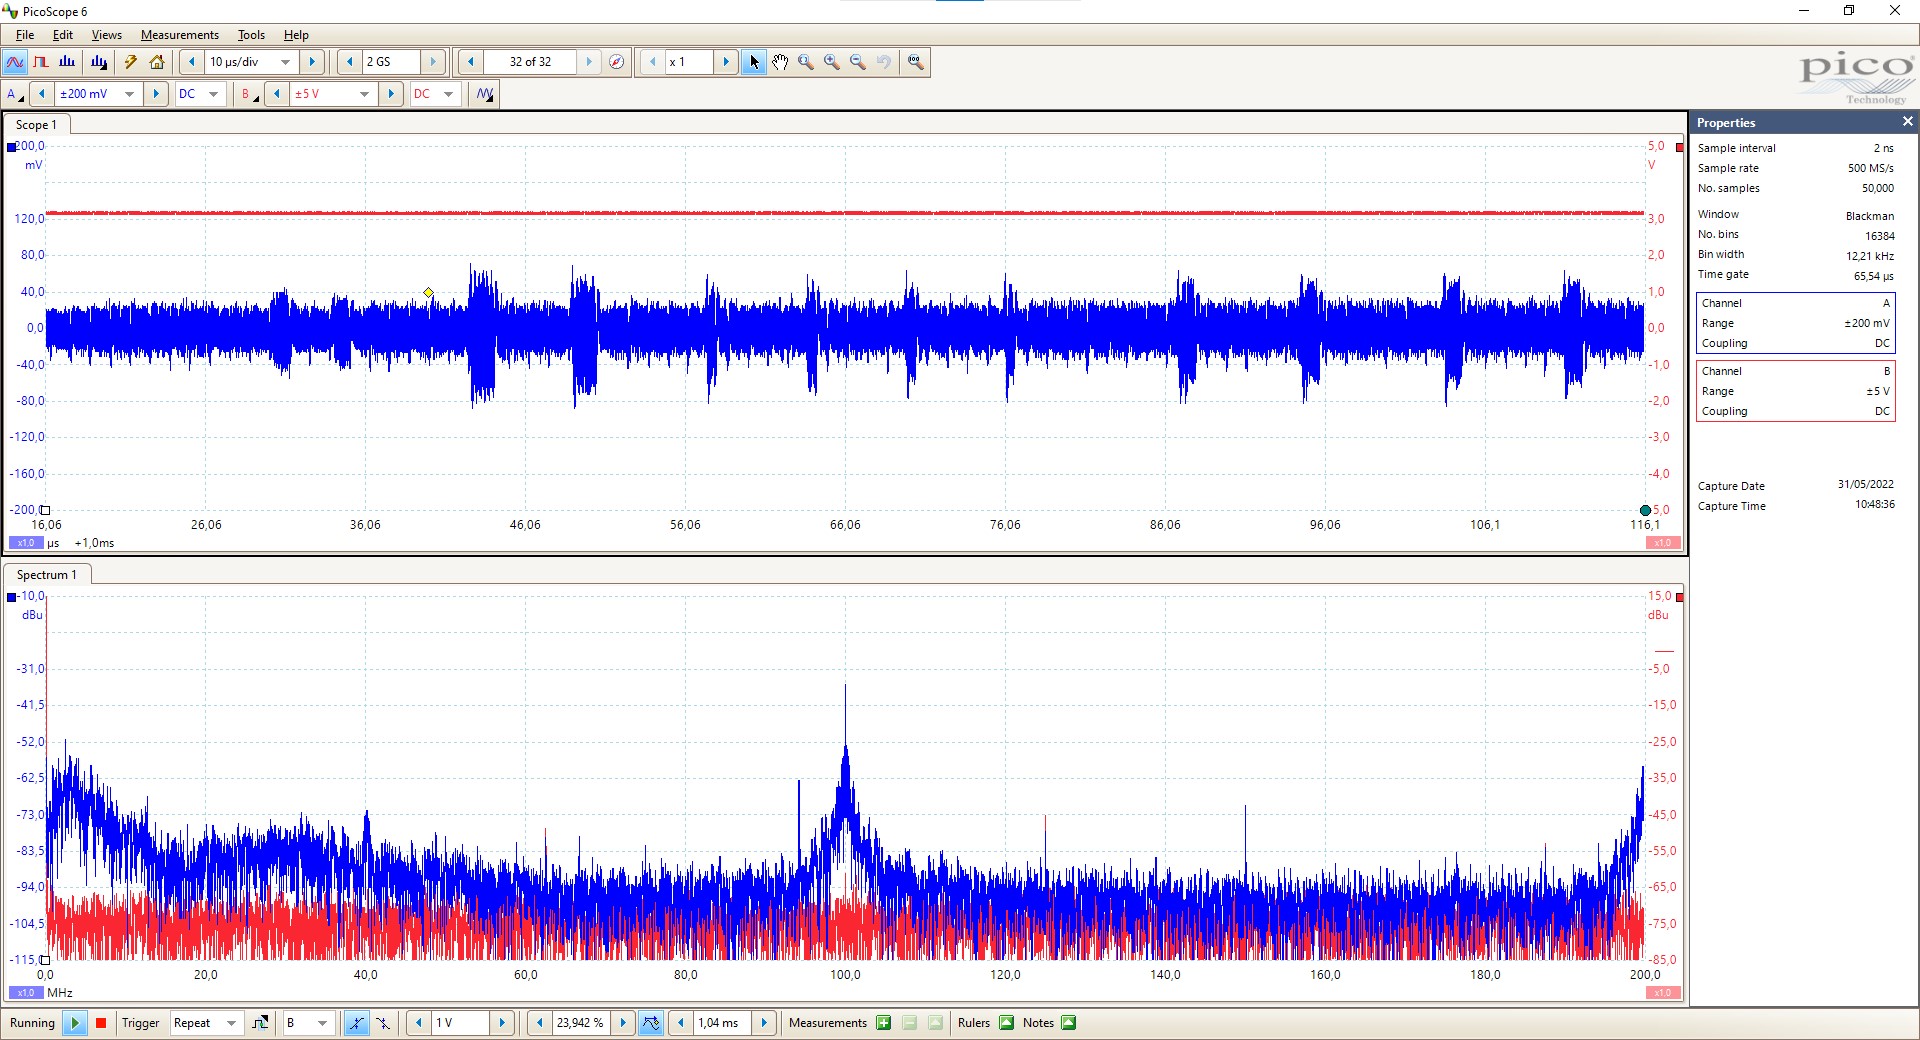 PicoScope 6
File Edit Views Measurements Tools Help
10 µs/div 2 GS 32 of 32 x 1
A ±200 mV DC B ±5 V DC
pico
Technology
Scope 1
200,0 5,0
mV V
120,0 3,0
80,0 2,0
40,0 1,0
0,0 0,0
-40,0 -1,0
-80,0 -2,0
-120,0 -3,0
-160,0 -4,0
-200,0 -5,0
16,06 26,06 36,06 46,06 56,06 66,06 76,06 86,06 96,06 106,1 116,1
x1,0 µs +1,0ms x1,0
Spectrum 1
-10,0 15,0
dBu dBu
-31,0 -5,0
-41,5 -15,0
-52,0 -25,0
-62,5 -35,0
-73,0 -45,0
-83,5 -55,0
-94,0 -65,0
-104,5 -75,0
-115,0 -85,0
0,0 20,0 40,0 60,0 80,0 100,0 120,0 140,0 160,0 180,0 200,0
x1,0 MHz x1,0
Properties
Sample interval 2 ns
Sample rate 500 MS/s
No. samples 50,000
Window Blackman
No. bins 16384
Bin width 12,21 kHz
Time gate 65,54 µs
Channel A
Range ±200 mV
Coupling DC
Channel B
Range ±5 V
Coupling DC
Capture Date 31/05/2022
Capture Time 10:48:36
Running Trigger Repeat B 1 V 23,942 % 1,04 ms Measurements Rulers Notes